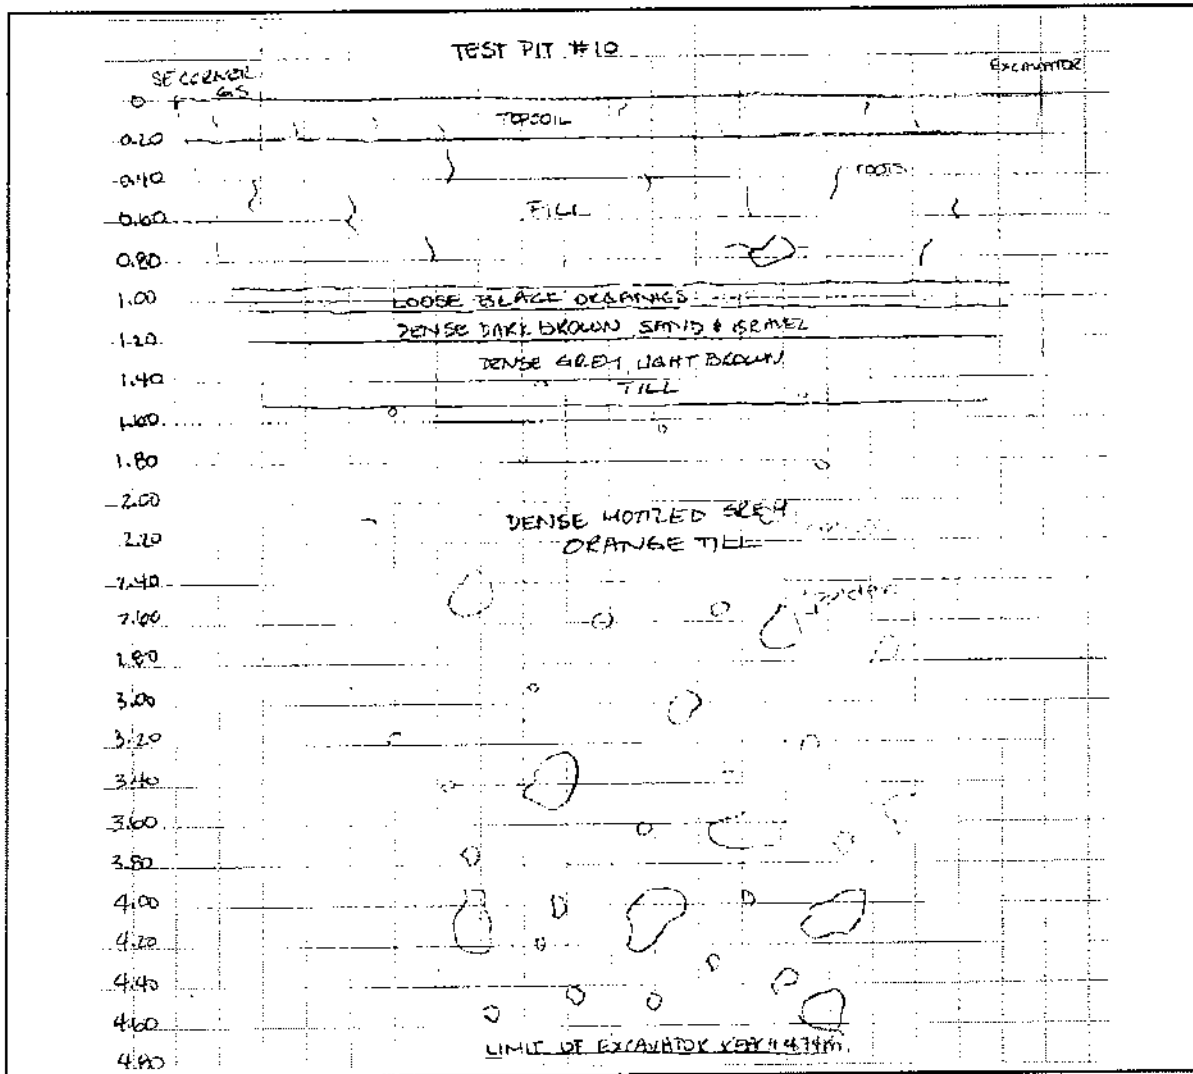 TEST PIT #10
SE CORNER
GS
EXCAVATOR
0
TOPSOIL
0.20
0.40
ROOTS
0.60
FILL
0.80
1.00
LOOSE BLACK ORGANICS
DENSE DARK BROWN SAND & GRAVEL
1.20
DENSE GREY, LIGHT BROWN
1.40
TILL
1.60
1.80
2.00
DENSE MOTTLED GREY
2.20
ORANGE TILL
2.40
2.60
2.80
3.00
3.20
3.40
3.60
3.80
4.00
4.20
4.40
4.60
LIMIT OF EXCAVATOR
4.80